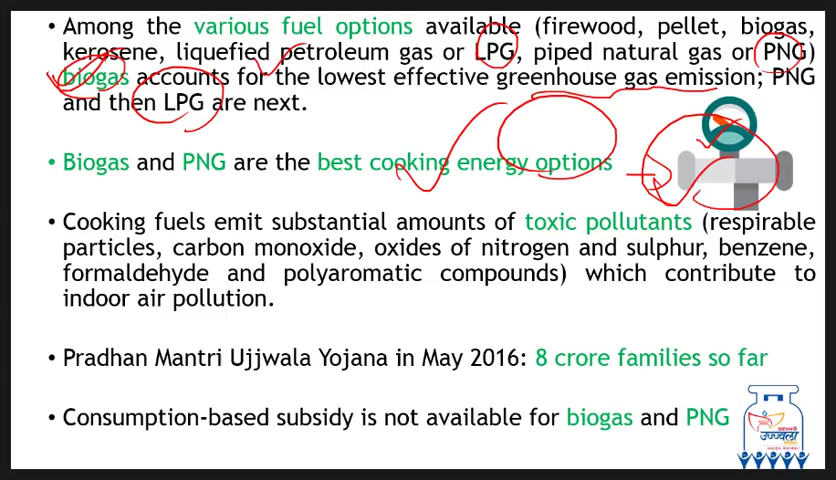 • Among the various fuel options available (firewood, pellet, biogas,
kerosene, liquefied petroleum gas or LPG, piped natural gas or PNG)
biogas accounts for the lowest effective greenhouse gas emission; PNG
and then LPG are next.
• Biogas and PNG are the best cooking energy options
• Cooking fuels emit substantial amounts of toxic pollutants (respirable
particles, carbon monoxide, oxides of nitrogen and sulphur, benzene,
formaldehyde and polyaromatic compounds) which contribute to
indoor air pollution.
• Pradhan Mantri Ujjwala Yojana in May 2016: 8 crore families so far
• Consumption-based subsidy is not available for biogas and PNG
उज्ज्वला